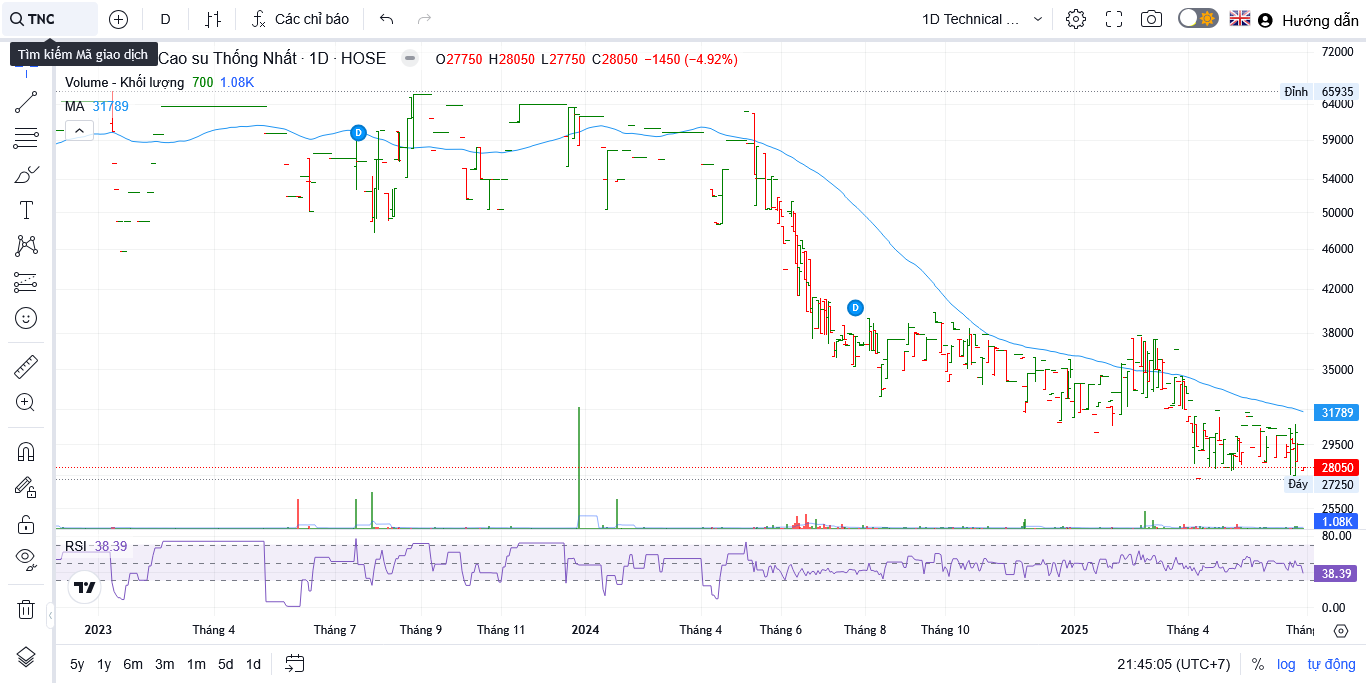 TNC
D
Các chỉ báo
1D Technical ...
Hướng dẫn
Tìm kiếm Mã giao dịch
Cao su Thống Nhất · 1D · HOSE
O27750 H28050 L27750 C28050 −1450 (−4.92%)
Volume - Khối lượng 700 1.08K
MA 31789
D
D
72000
Đỉnh 65935
64000
59000
54000
50000
46000
42000
38000
35000
31789
29500
28050
Đáy 27250
25500
1.08K
RSI 38.39
80.00
38.39
0.00
2023
Tháng 4
Tháng 7
Tháng 9
Tháng 11
2024
Tháng 4
Tháng 6
Tháng 8
Tháng 10
2025
Tháng 4
5y 1y 6m 3m 1m 5d 1d
21:45:05 (UTC+7)
% log tự động